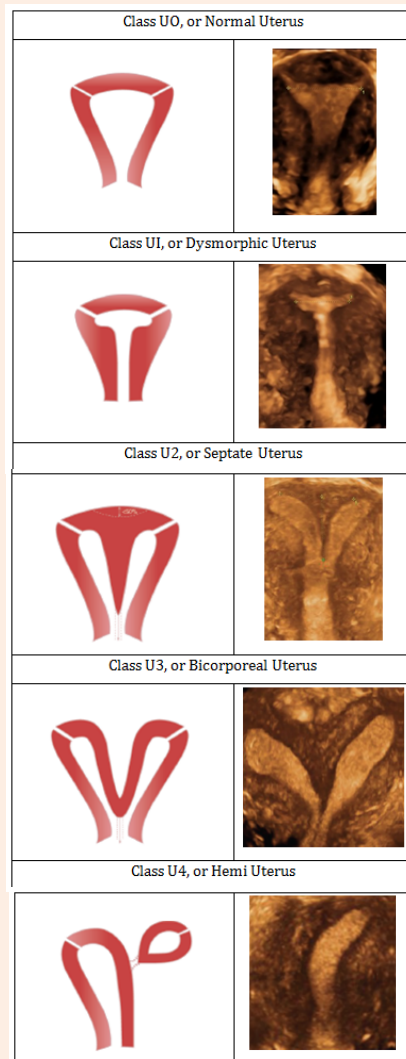 Class UO, or Normal Uterus
Class UI, or Dysmorphic Uterus
Class U2, or Septate Uterus
Class U3, or Bicorporeal Uterus
Class U4, or Hemi Uterus